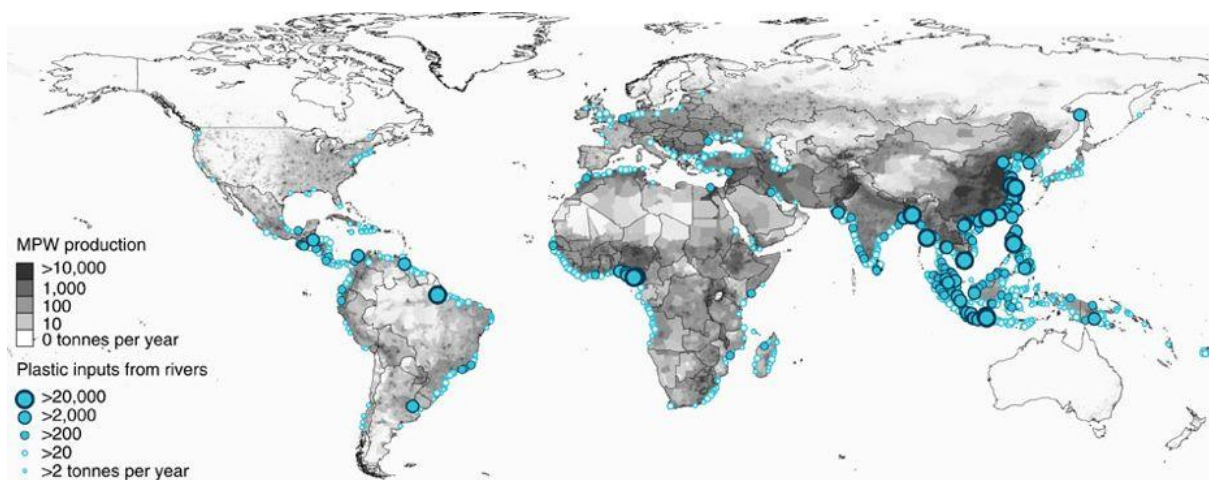 MPW production
>10,000
1,000
100
10
0 tonnes per year
Plastic inputs from rivers
>20,000
>2,000
>200
>20
>2 tonnes per year